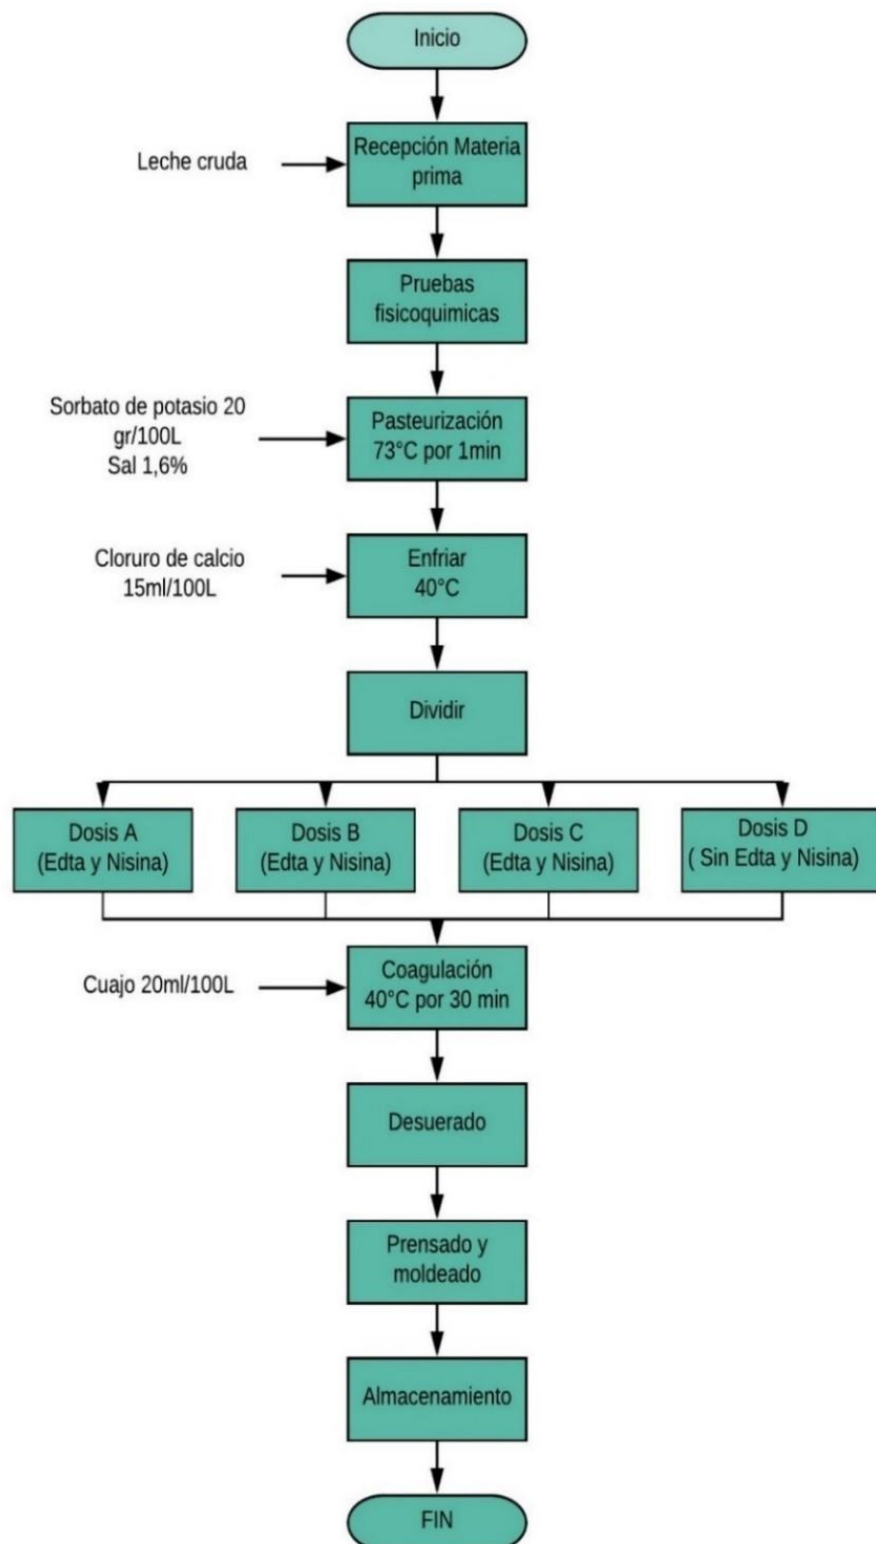 Inicio
Leche cruda
Recepción Materia
prima
Pruebas
fisicoquimicas
Sorbato de potasio 20
gr/100L
Sal 1,6%
Pasteurización
73°C por 1min
Cloruro de calcio
15ml/100L
Enfriar
40°C
Dividir
Dosis A
(Edta y Nisina)
Dosis B
(Edta y Nisina)
Dosis C
(Edta y Nisina)
Dosis D
( Sin Edta y Nisina)
Cuajo 20ml/100L
Coagulación
40°C por 30 min
Desuerado
Prensado y
moldeado
Almacenamiento
FIN